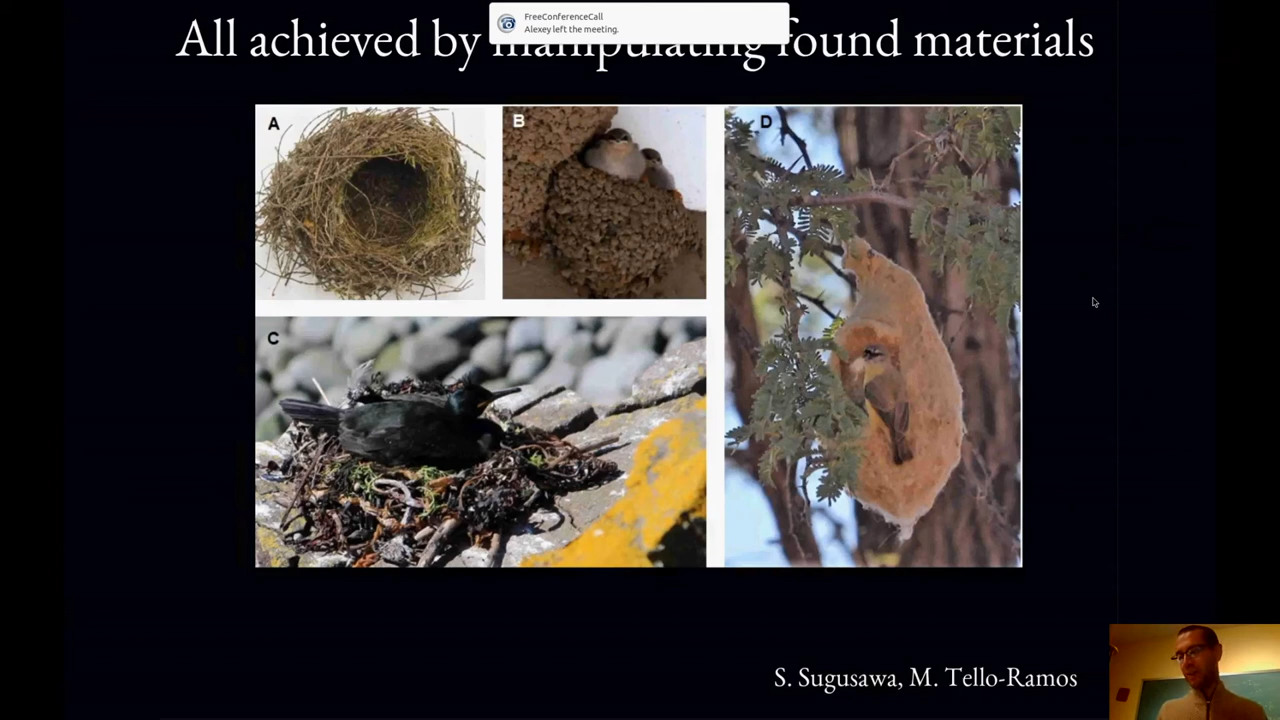 FreeConferenceCall
Alexey left the meeting.
All achieved by manipulating found materials
A
B
D
C
S. Sugusawa, M. Tello-Ramos